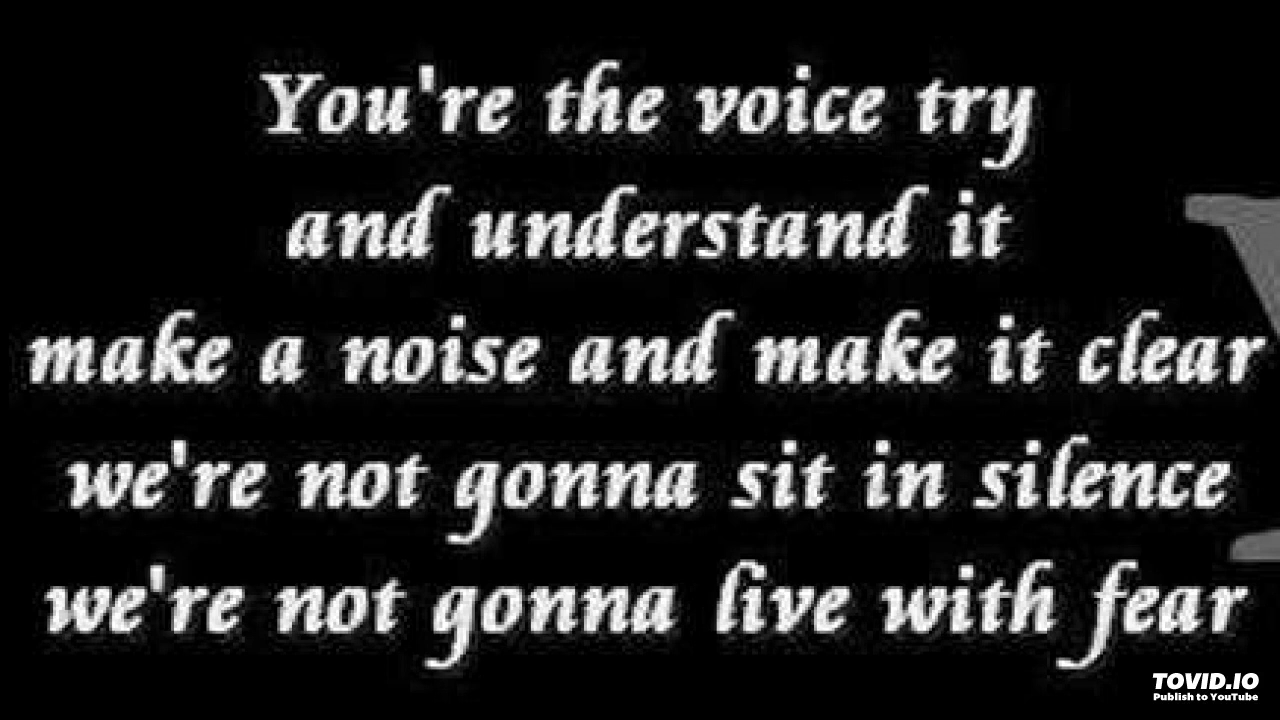 You're the voice try
and understand it
make a noise and make it clear
we're not gonna sit in silence
we're not gonna live with fear
TOVID.IO
Publish to YouTube